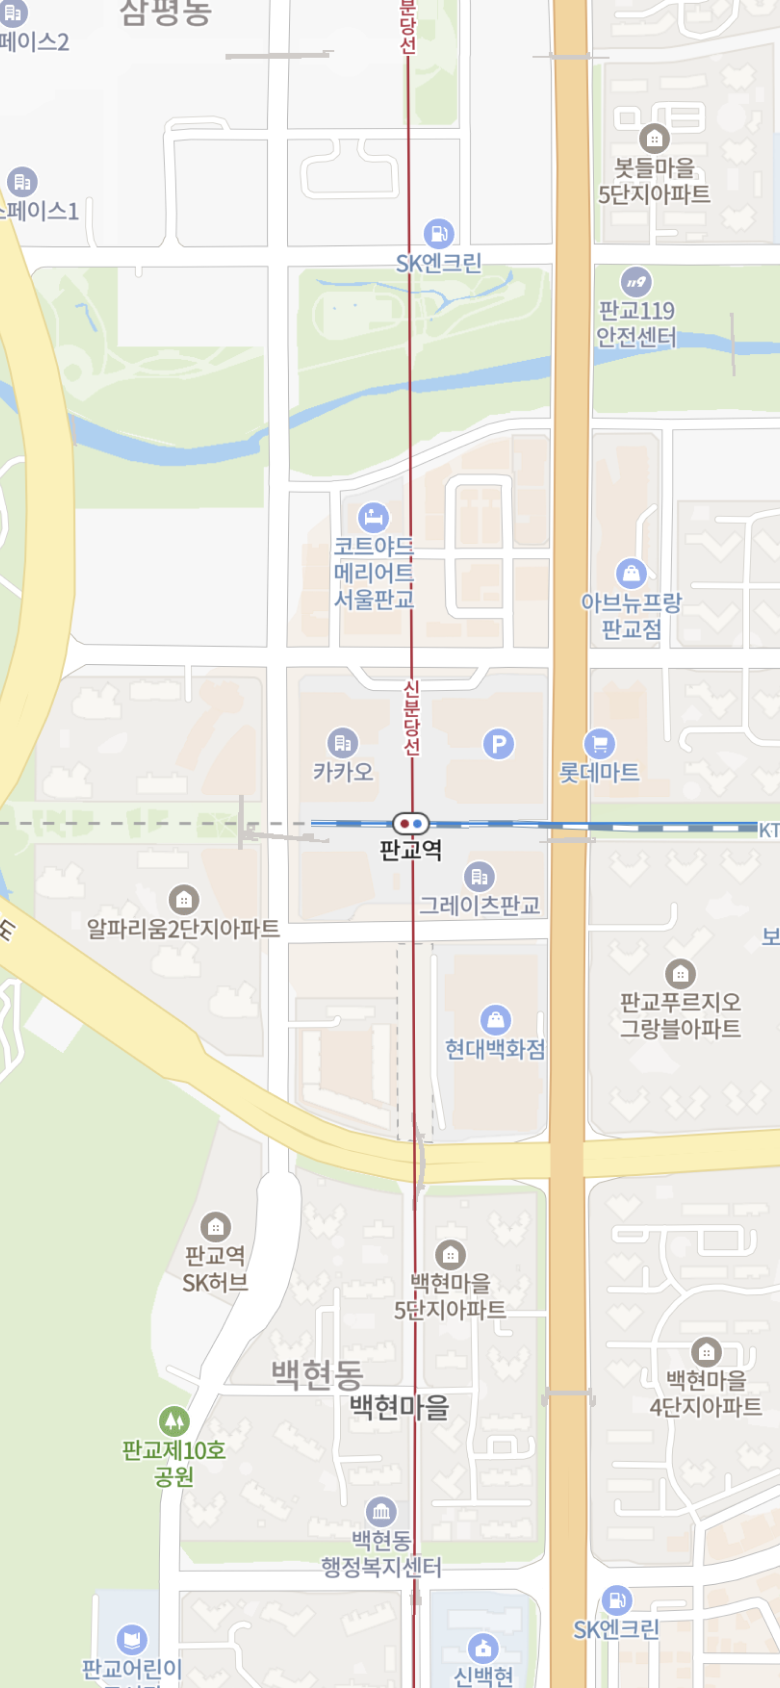 삼평동
분당선
페이스2
봇들마을
5단지아파트
스페이스1
SK엔크린
판교119
안전센터
코트야드
메리어트
서울판교
아브뉴프랑
판교점
신분당선
카카오
P
롯데마트
KT
판교역
그레이츠판교
알파리움2단지아파트
도
보
판교푸르지오
그랑블아파트
현대백화점
판교역
SK허브
백현마을
5단지아파트
백현동
백현마을
백현마을
4단지아파트
판교제10호
공원
백현동
행정복지센터
SK엔크린
판교어린이
신백현